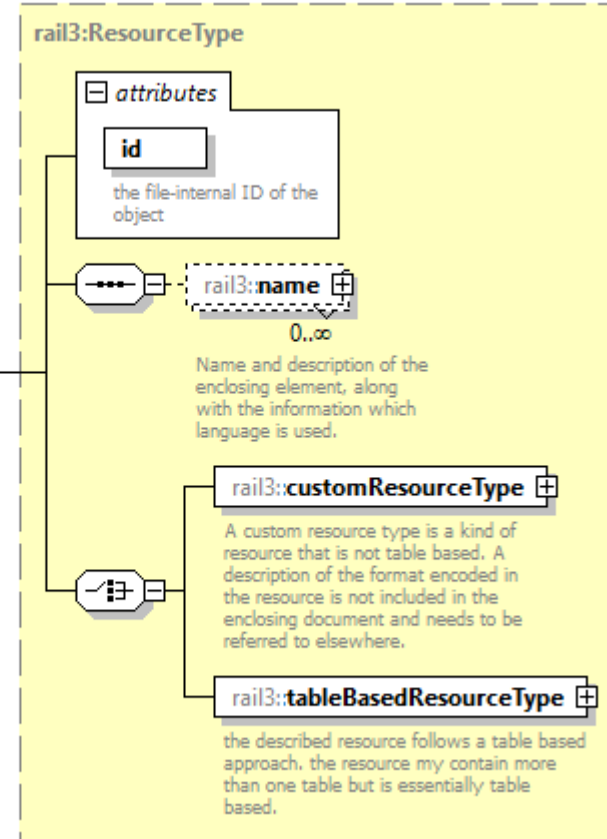 rail3:ResourceType
attributes
id
the file-internal ID of the
object
rail3:name
0..∞
Name and description of the
enclosing element, along
with the information which
language is used.
rail3:customResourceType
A custom resource type is a kind of
resource that is not table based. A
description of the format encoded in
the resource is not included in the
enclosing document and needs to be
referred to elsewhere.
rail3:tableBasedResourceType
the described resource follows a table based
approach. the resource my contain more
than one table but is essentially table
based.